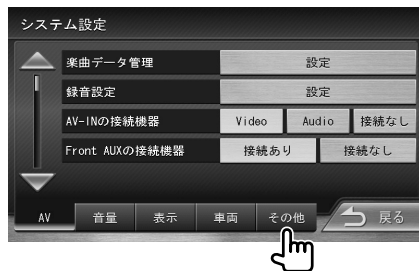 システム設定
楽曲データ管理 設定
録音設定 設定
AV-INの接続機器 Video Audio 接続なし
Front AUXの接続機器 接続あり 接続なし
AV 音量 表示 車両 その他 戻る